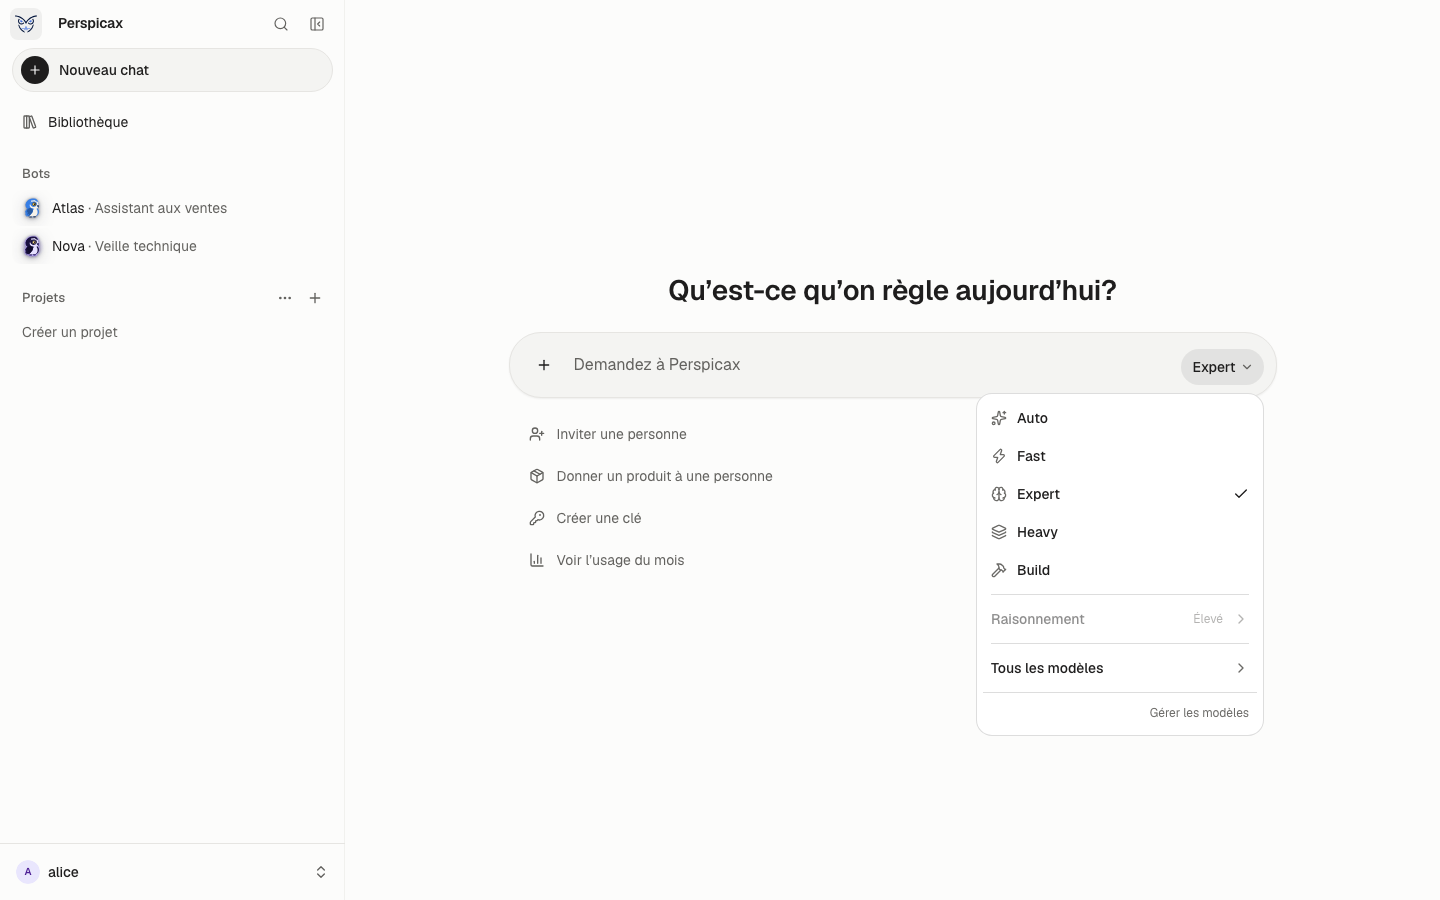 Perspicax
Nouveau chat
Bibliothèque
Bots
Atlas · Assistant aux ventes
Nova · Veille technique
Projets
Créer un projet
A
alice
Qu’est-ce qu’on règle aujourd’hui?
Demandez à Perspicax
Expert
Inviter une personne
Donner un produit à une personne
Créer une clé
Voir l’usage du mois
Auto
Fast
Expert
Heavy
Build
Raisonnement Élevé
Tous les modèles
Gérer les modèles